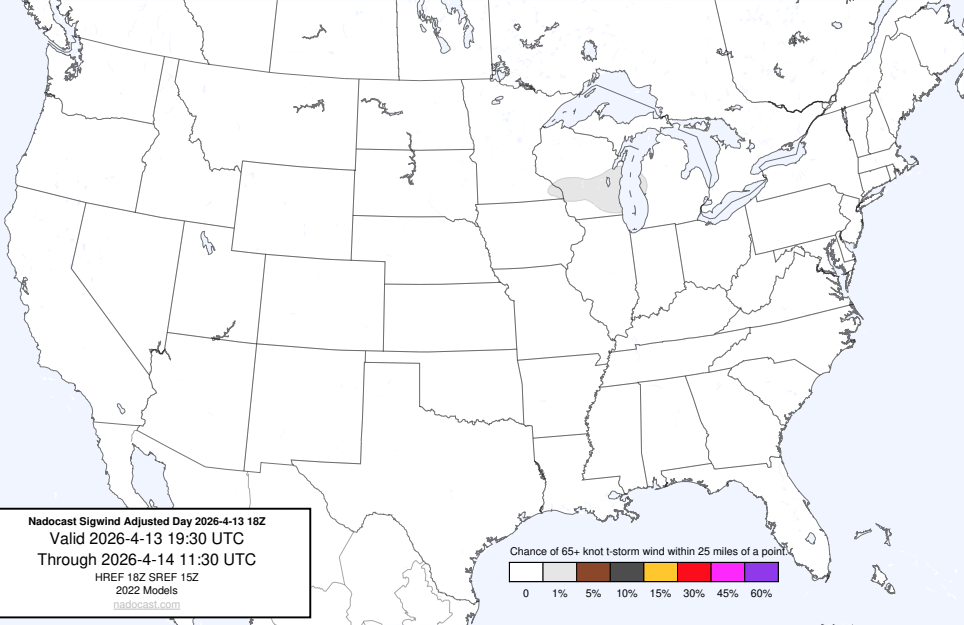 Nadocast Sigwind Adjusted Day 2026-4-13 18Z
Valid 2026-4-13 19:30 UTC
Through 2026-4-14 11:30 UTC
HREF 18Z SREF 15Z
2022 Models
nadocast.com
Chance of 65+ knot t-storm wind within 25 miles of a point.
0 1% 5% 10% 15% 30% 45% 60%